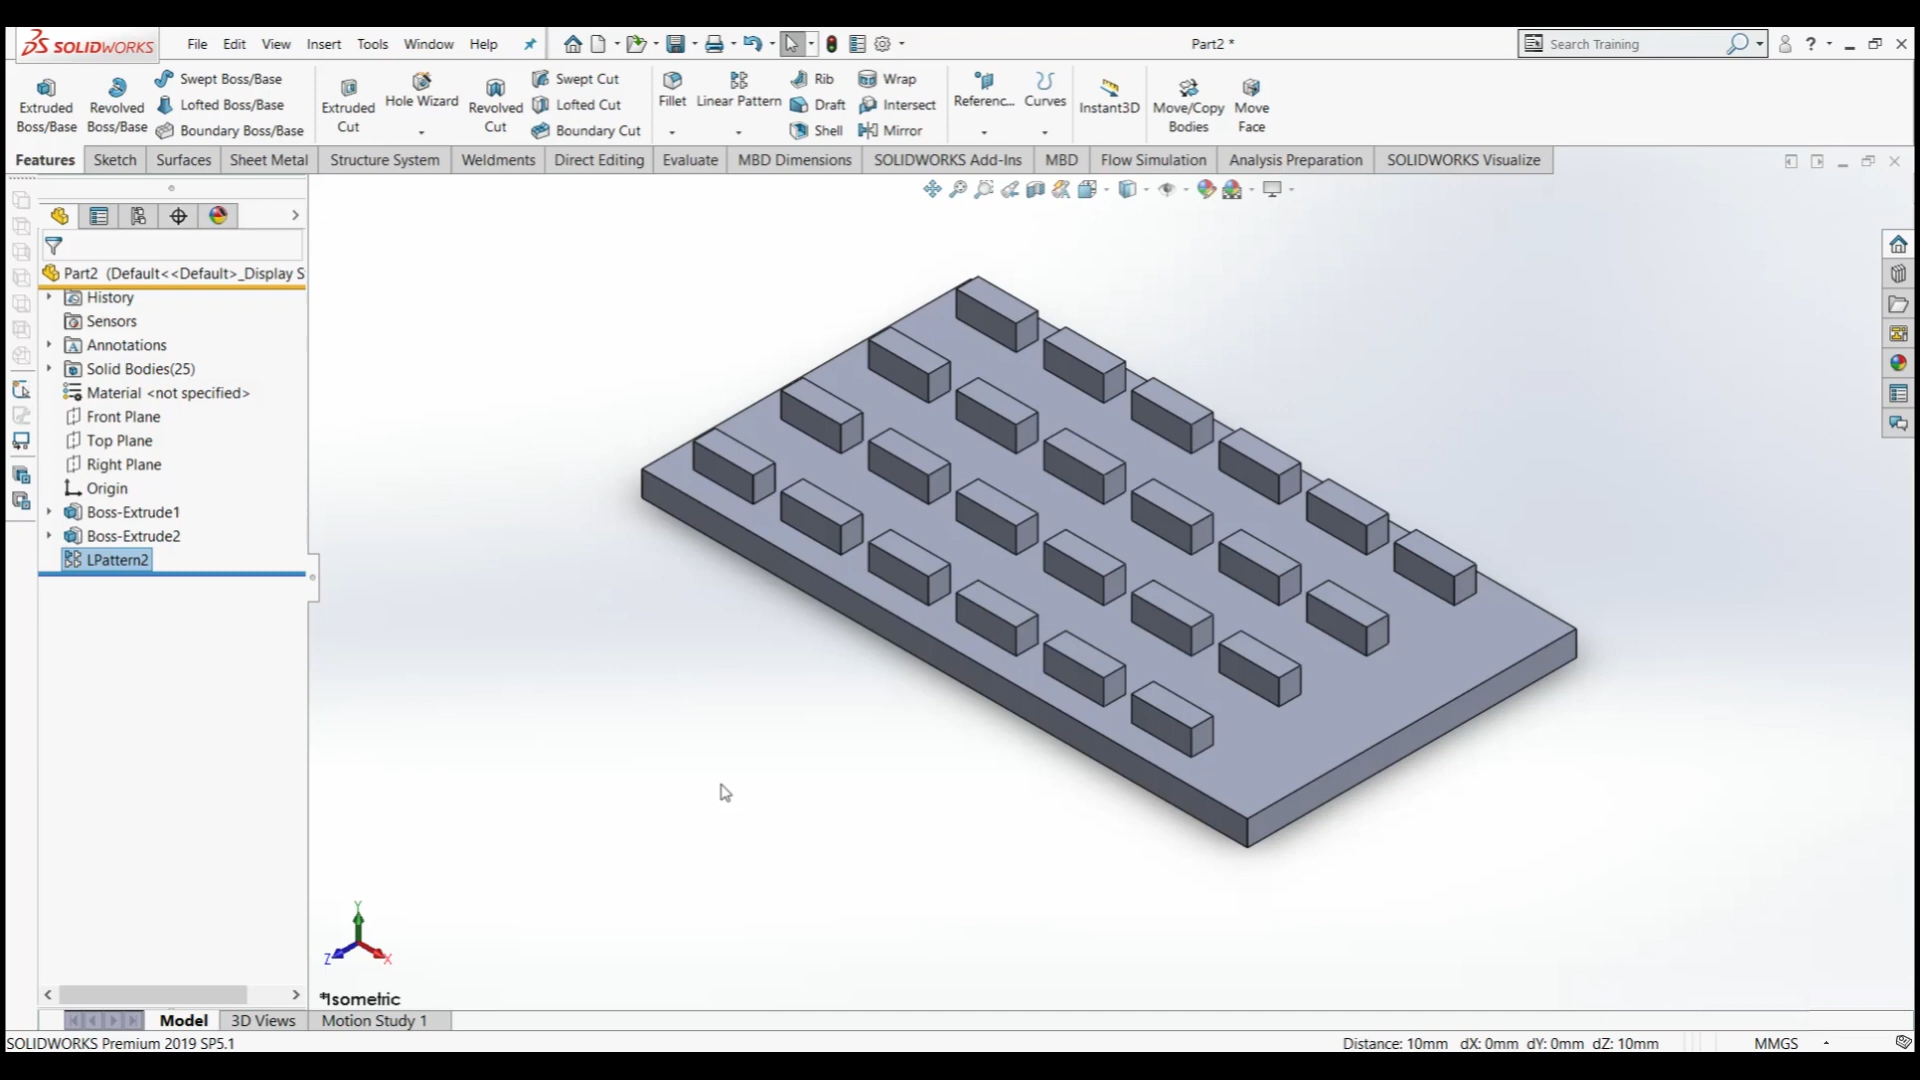 SOLIDWORKS File Edit View Insert Tools Window Help Part2 * Search Training ?
Extruded Boss/Base Revolved Boss/Base Swept Boss/Base Lofted Boss/Base Boundary Boss/Base Extruded Cut Hole Wizard Revolved Cut Swept Cut Lofted Cut Boundary Cut Fillet Linear Pattern Rib Draft Shell Wrap Intersect Mirror Referenc... Curves Instant3D Move/Copy Bodies Move Face
Features Sketch Surfaces Sheet Metal Structure System Weldments Direct Editing Evaluate MBD Dimensions SOLIDWORKS Add-Ins MBD Flow Simulation Analysis Preparation SOLIDWORKS Visualize
Part2 (Default<<Default>_Display S
History
Sensors
Annotations
Solid Bodies(25)
Material <not specified>
Front Plane
Top Plane
Right Plane
Origin
Boss-Extrude1
Boss-Extrude2
LPattern2
Y
Z X
*Isometric
Model 3D Views Motion Study 1
SOLIDWORKS Premium 2019 SP5.1 Distance: 10mm dX: 0mm dY: 0mm dZ: 10mm MMGS